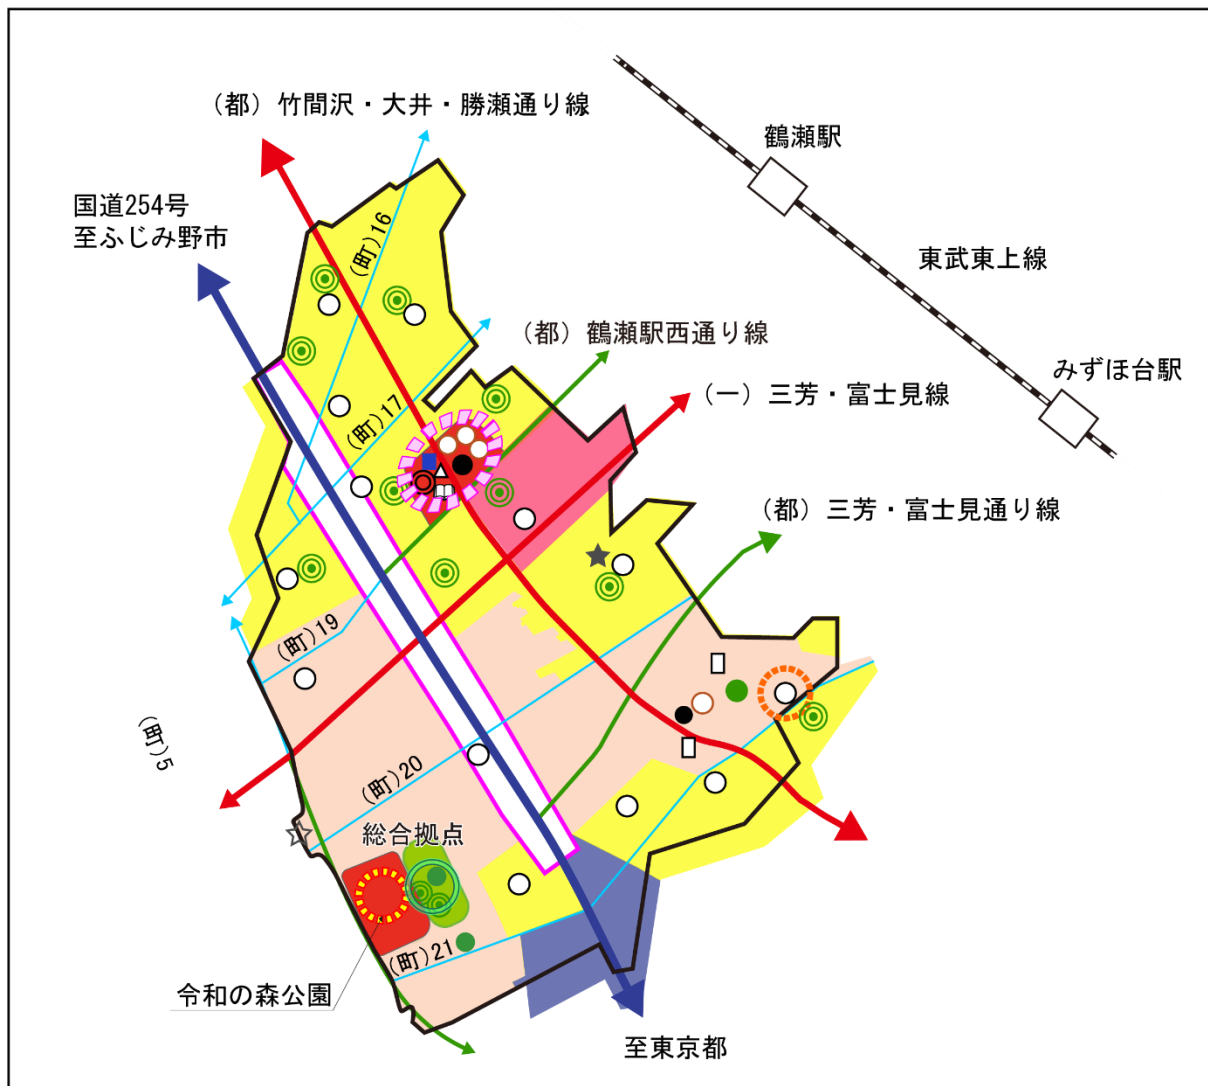 (都)竹間沢・大井・勝瀬通り線
鶴瀬駅
国道254号
至ふじみ野市
(町)16
東武東上線
(都)鶴瀬駅西通り線
みずほ台駅
(一)三芳・富士見線
(町)17
(都)三芳・富士見通り線
(町)19
(町)5
(町)20
総合拠点
(町)21
令和の森公園
至東京都